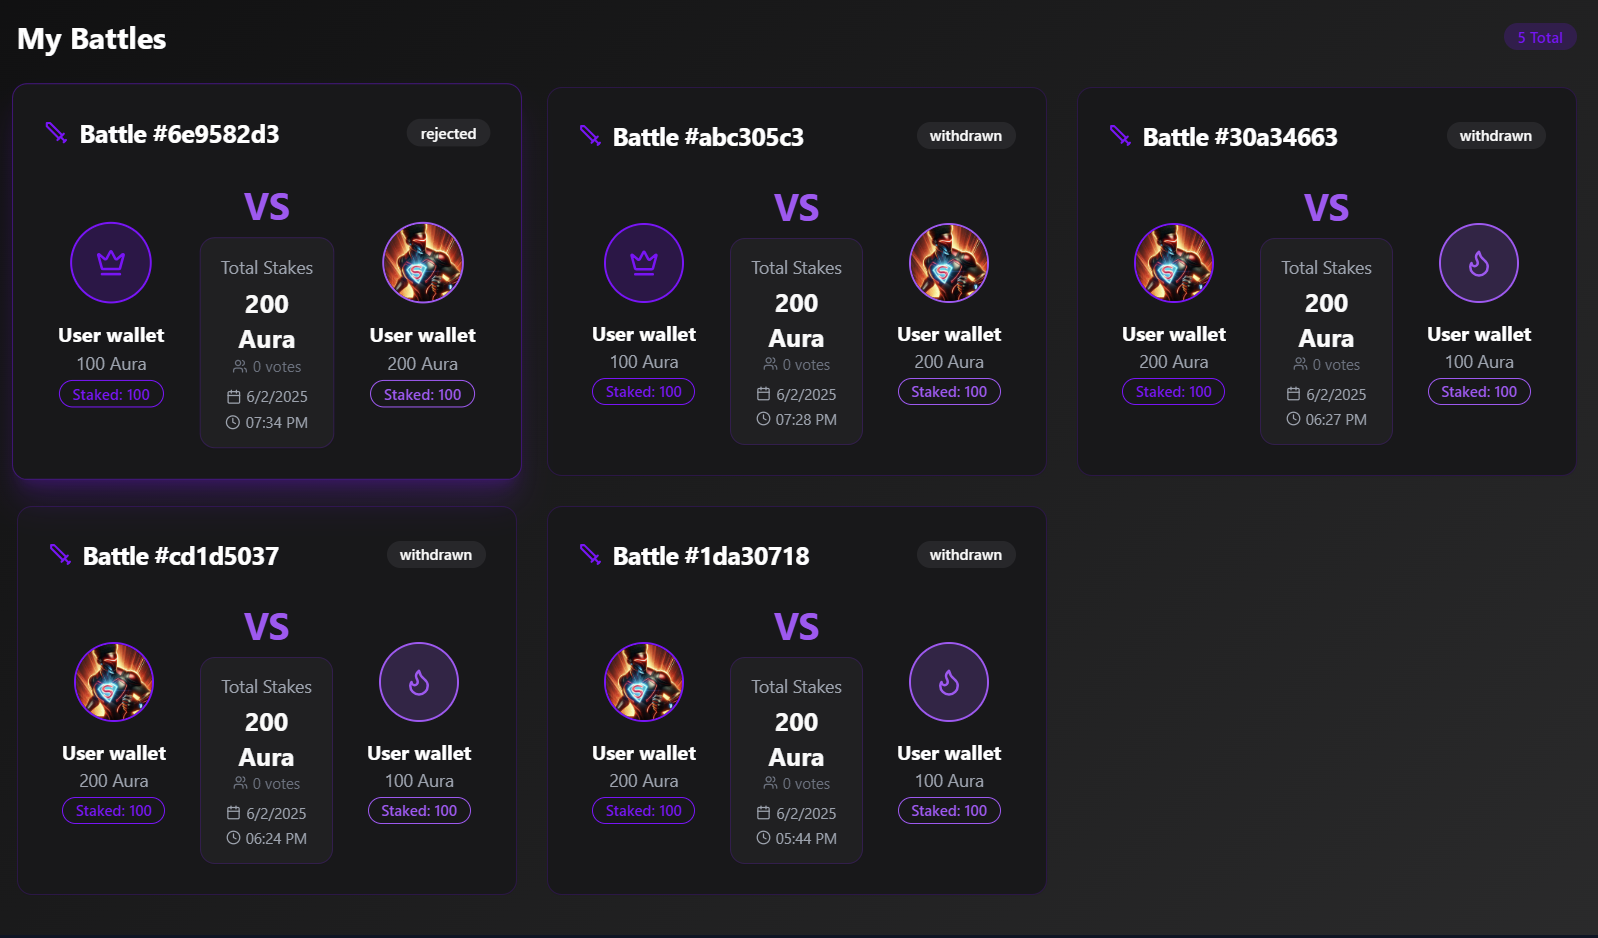 My Battles
5 Total
Battle #6e9582d3
rejected
VS
Total Stakes
200
Aura
0 votes
6/2/2025
07:34 PM
User wallet
100 Aura
Staked: 100
User wallet
200 Aura
Staked: 100
Battle #abc305c3
withdrawn
VS
Total Stakes
200
Aura
0 votes
6/2/2025
07:28 PM
User wallet
100 Aura
Staked: 100
User wallet
200 Aura
Staked: 100
Battle #30a34663
withdrawn
VS
Total Stakes
200
Aura
0 votes
6/2/2025
06:27 PM
User wallet
200 Aura
Staked: 100
User wallet
100 Aura
Staked: 100
Battle #cd1d5037
withdrawn
VS
Total Stakes
200
Aura
0 votes
6/2/2025
06:24 PM
User wallet
200 Aura
Staked: 100
User wallet
100 Aura
Staked: 100
Battle #1da30718
withdrawn
VS
Total Stakes
200
Aura
0 votes
6/2/2025
05:44 PM
User wallet
200 Aura
Staked: 100
User wallet
100 Aura
Staked: 100